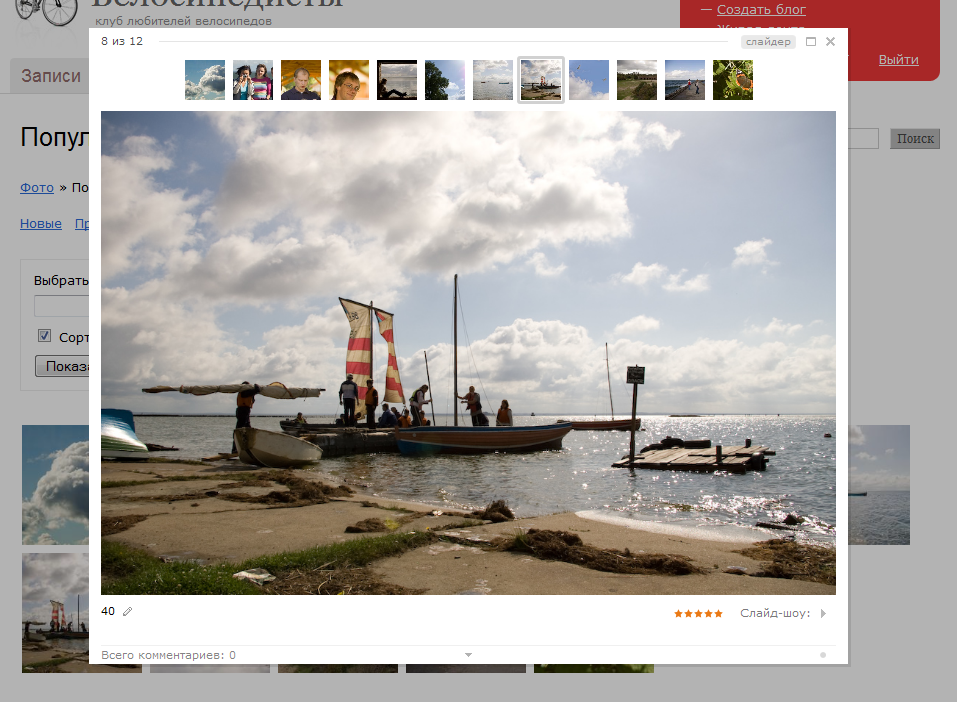 Велосипедисты
клуб любителей велосипедов
— Создать блог
Выйти
Записи
8 из 12
слайдер
Попул
Поиск
Фото » По
Новые Пр
Выбрать
Сорт
Показа
40
Слайд-шоу:
Всего комментариев: 0